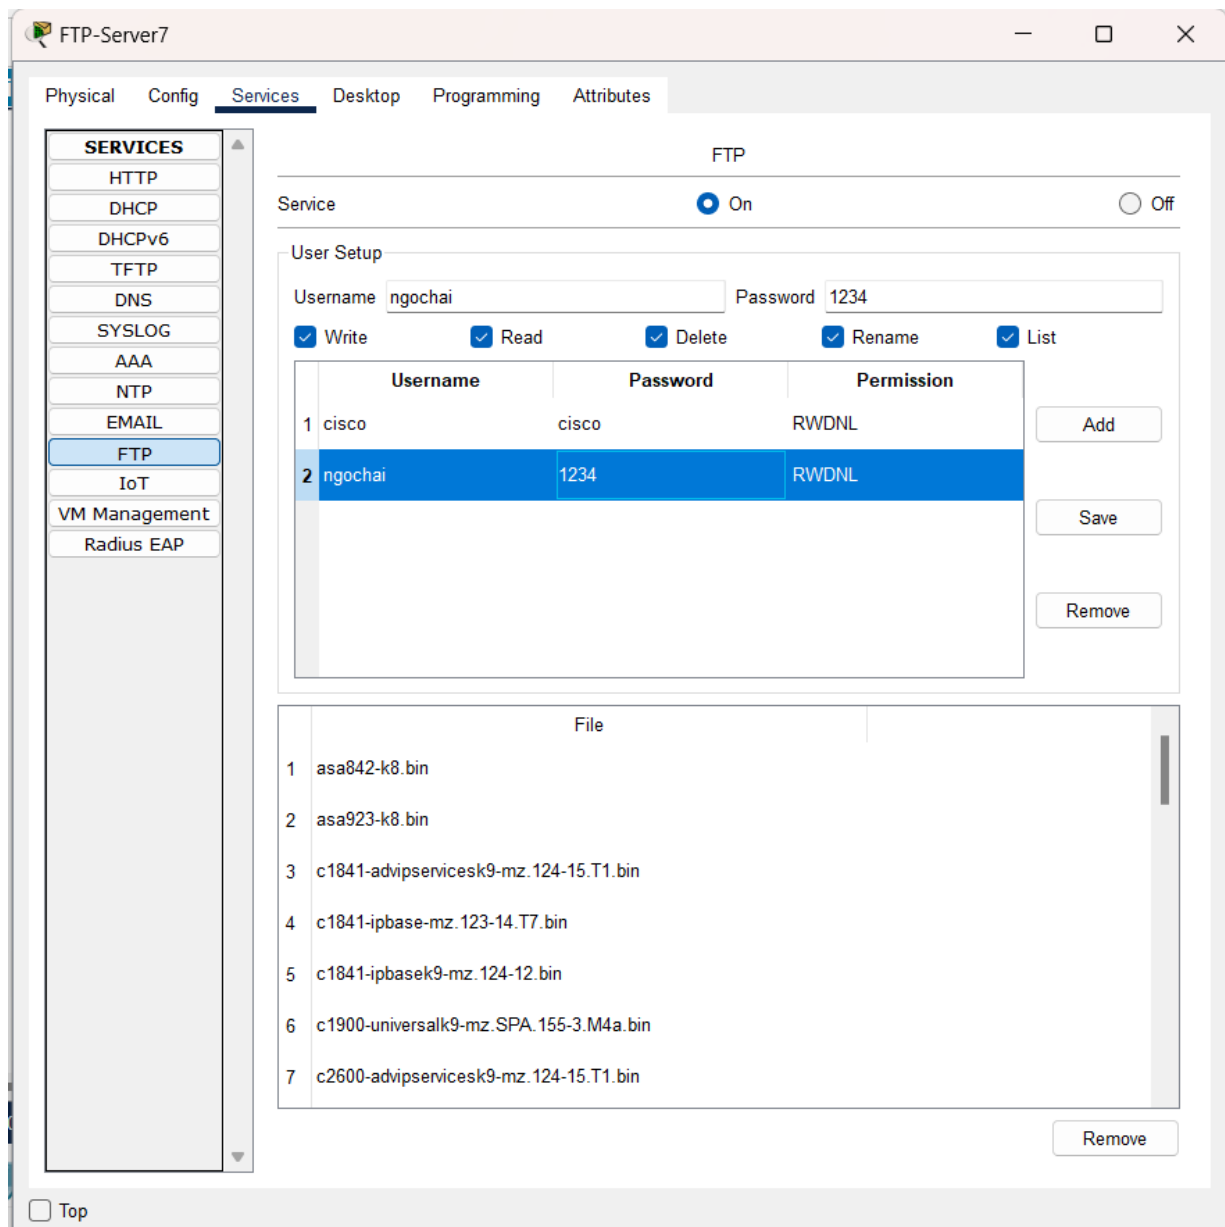 FTP-Server7
Physical Config Services Desktop Programming Attributes
SERVICES
HTTP
DHCP
DHCPv6
TFTP
DNS
SYSLOG
AAA
NTP
EMAIL
FTP
IoT
VM Management
Radius EAP
FTP
Service On Off
User Setup
Username ngochai Password 1234
Write Read Delete Rename List
Username Password Permission
1 cisco cisco RWDNL
2 ngochai 1234 RWDNL
Add
Save
Remove
File
1 asa842-k8.bin
2 asa923-k8.bin
3 c1841-advipservicesk9-mz.124-15.T1.bin
4 c1841-ipbase-mz.123-14.T7.bin
5 c1841-ipbasek9-mz.124-12.bin
6 c1900-universalk9-mz.SPA.155-3.M4a.bin
7 c2600-advipservicesk9-mz.124-15.T1.bin
Remove
Top